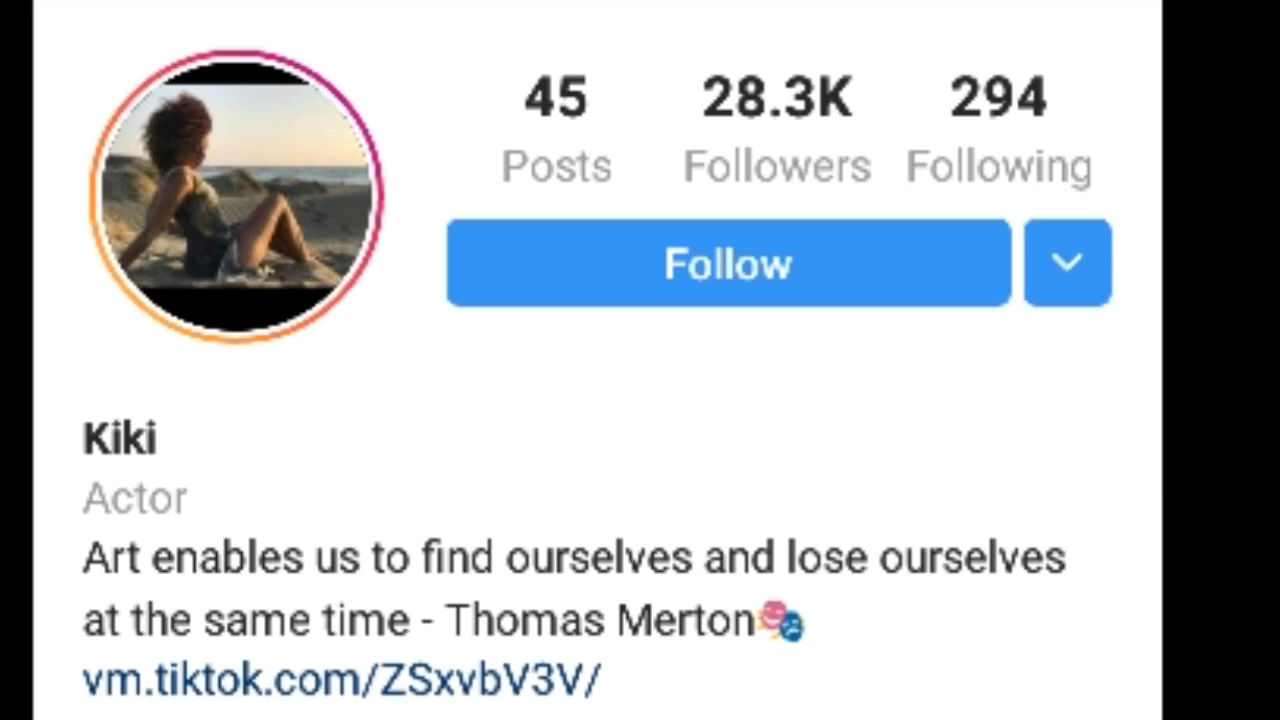 45 28.3K 294
Posts Followers Following
Follow
Kiki
Actor
Art enables us to find ourselves and lose ourselves
at the same time - Thomas Merton🎭
vm.tiktok.com/ZSxvbV3V/